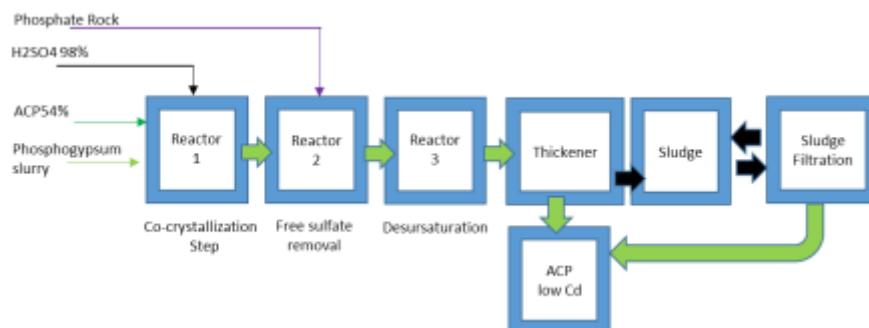 Phosphate Rock
H2SO4 98%
ACP54%
Phosphogypsum
slurry
Reactor
1
Reactor
2
Reactor
3
Thickener
Sludge
Sludge
Filtration
Co-crystallization
Step
Free sulfate
removal
Desursaturation
ACP
low Cd